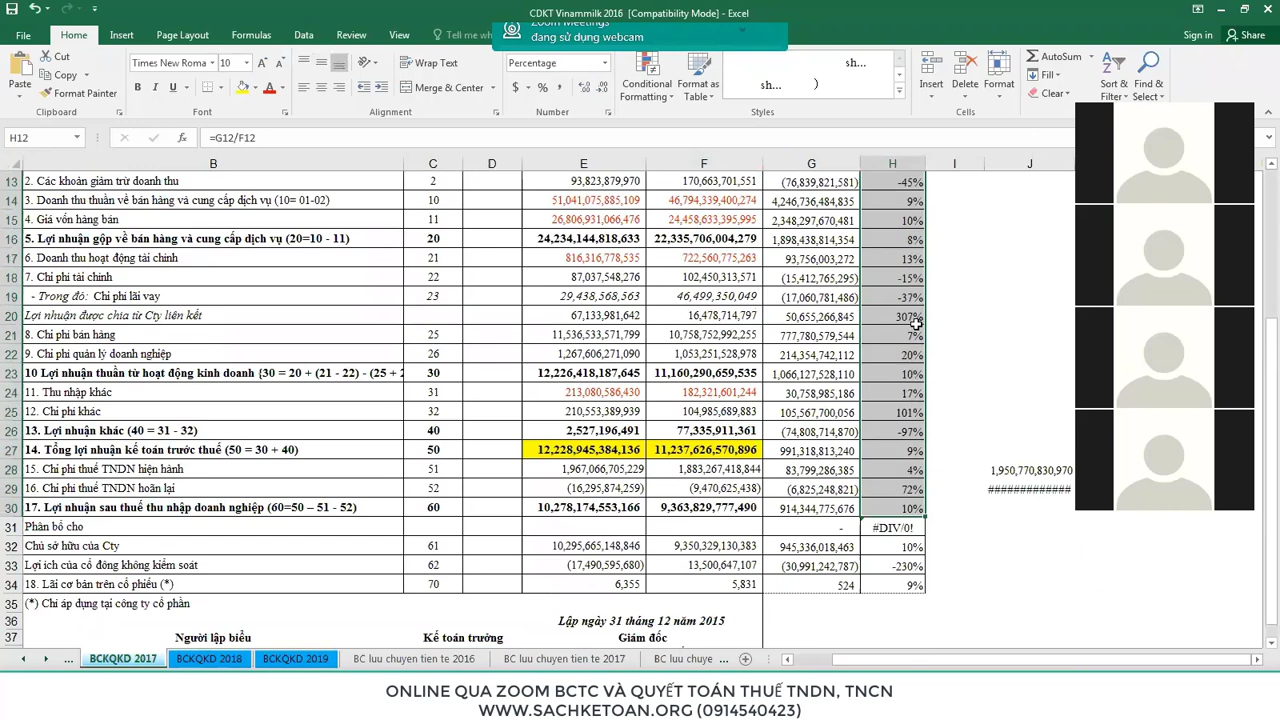 CDKT Vinammilk 2016 [Compatibility Mode] - Excel
đang sử dụng webcam
File Home Insert Page Layout Formulas Data Review View Tell me Sign in Share
Cut Copy Format Painter Paste Clipboard
Times New Roma 10 B I U Font
Wrap Text Merge & Center Alignment
Percentage $ % Number
Conditional Formatting Format as Table sh... sh... ) Styles
Insert Delete Format Cells
AutoSum Fill Clear Sort & Filter Find & Select
H12 fx =G12/F12
B C D E F G H I J
13 2. Các khoản giảm trừ doanh thu 2 93,823,879,970 170,663,701,551 (76,839,821,581) -45%
14 3. Doanh thu thuần về bán hàng và cung cấp dịch vụ (10= 01-02) 10 51,041,075,885,109 46,794,339,400,274 4,246,736,484,835 9%
15 4. Giá vốn hàng bán 11 26,806,931,066,476 24,458,633,395,995 2,348,297,670,481 10%
16 5. Lợi nhuận gộp về bán hàng và cung cấp dịch vụ (20=10 - 11) 20 24,234,144,818,633 22,335,706,004,279 1,898,438,814,354 8%
17 6. Doanh thu hoạt động tài chính 21 816,316,778,535 722,560,775,263 93,756,003,272 13%
18 7. Chi phí tài chính 22 87,037,548,276 102,450,313,571 (15,412,765,295) -15%
19 - Trong đó: Chi phí lãi vay 23 29,438,568,563 46,499,350,049 (17,060,781,486) -37%
20 Lợi nhuận được chia từ Cty liên kết 67,133,981,642 16,478,714,797 50,655,266,845 307%
21 8. Chi phí bán hàng 25 11,536,533,571,799 10,758,752,992,255 777,780,579,544 7%
22 9. Chi phí quản lý doanh nghiệp 26 1,267,606,271,090 1,053,251,528,978 214,354,742,112 20%
23 10 Lợi nhuận thuần từ hoạt động kinh doanh {30 = 20 + (21 - 22) - (25 + 2 30 12,226,418,187,645 11,160,290,659,535 1,066,127,528,110 10%
24 11. Thu nhập khác 31 213,080,586,430 182,321,601,244 30,758,985,186 17%
25 12. Chi phí khác 32 210,553,389,939 104,985,689,883 105,567,700,056 101%
26 13. Lợi nhuận khác (40 = 31 - 32) 40 2,527,196,491 77,335,911,361 (74,808,714,870) -97%
27 14. Tổng lợi nhuận kế toán trước thuế (50 = 30 + 40) 50 12,228,945,384,136 11,237,626,570,896 991,318,813,240 9%
28 15. Chi phí thuế TNDN hiện hành 51 1,967,066,705,229 1,883,267,418,844 83,799,286,385 4% 1,950,770,830,970
29 16. Chi phí thuế TNDN hoãn lại 52 (16,295,874,259) (9,470,625,438) (6,825,248,821) 72% #############
30 17. Lợi nhuận sau thuế thu nhập doanh nghiệp (60=50 – 51 - 52) 60 10,278,174,553,166 9,363,829,777,490 914,344,775,676 10%
31 Phân bổ cho - #DIV/0!
32 Chủ sở hữu của Cty 61 10,295,665,148,846 9,350,329,130,383 945,336,018,463 10%
33 Lợi ích của cổ đông không kiểm soát 62 (17,490,595,680) 13,500,647,107 (30,991,242,787) -230%
34 18. Lãi cơ bản trên cổ phiếu (*) 70 6,355 5,831 524 9%
35 (*) Chỉ áp dụng tại công ty cổ phần
36 Lập ngày 31 tháng 12 năm 2015
37 Người lập biểu Kế toán trưởng Giám đốc
... BCKQKD 2017 BCKQKD 2018 BCKQKD 2019 BC luu chuyen tien te 2016 BC luu chuyen tien te 2017 BC luu chuye ...
ONLINE QUA ZOOM BCTC VÀ QUYẾT TOÁN THUẾ TNDN, TNCN
WWW.SACHKETOAN.ORG (0914540423)